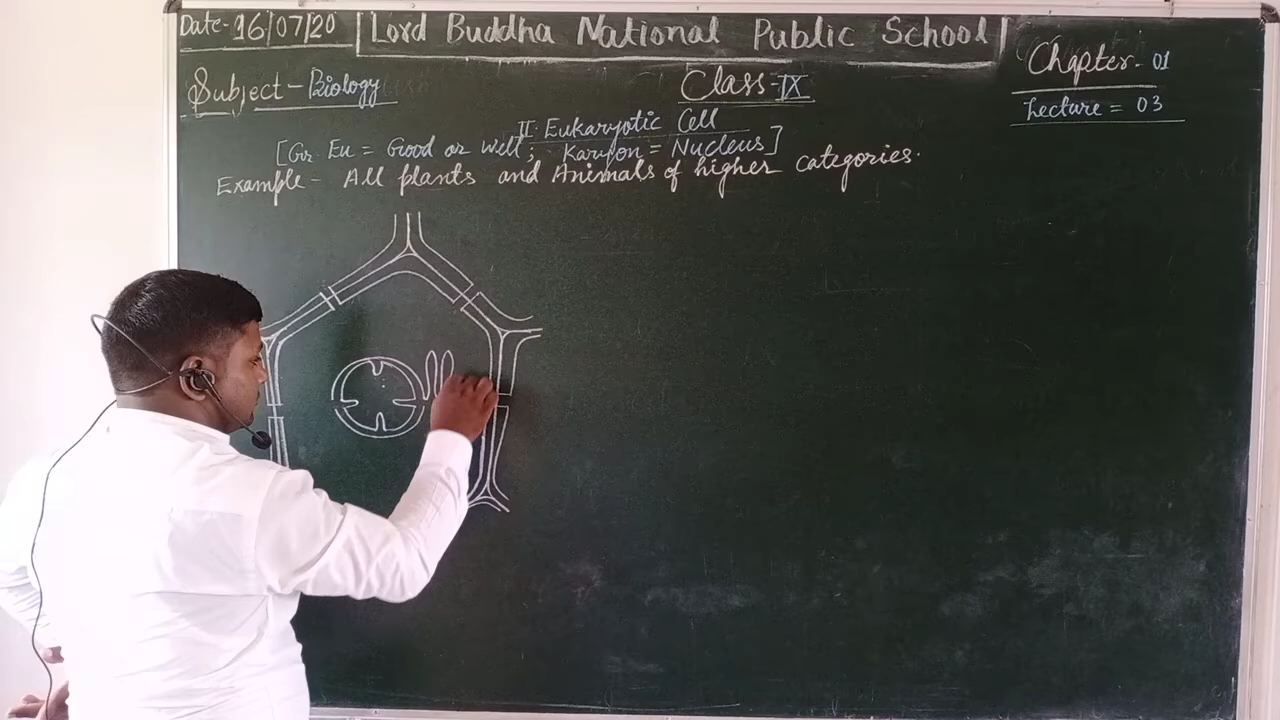 Date-16/07/20
Lord Buddha National Public School
Chapter-01
Subject-Biology
Class-IX
Lecture = 03
II. Eukaryotic Cell
[Gr. Eu = Good or well; Karyon = Nucleus]
Example - All plants and Animals of higher categories.